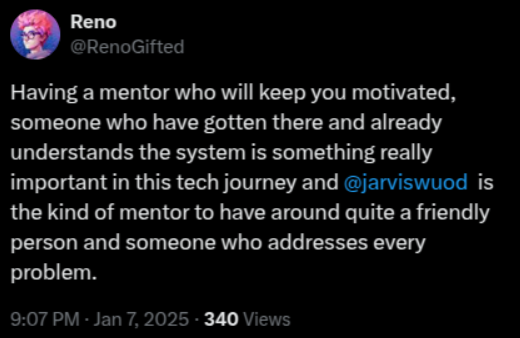 Reno
@RenoGifted
Having a mentor who will keep you motivated,
someone who have gotten there and already
understands the system is something really
important in this tech journey and @jarviswuod is
the kind of mentor to have around quite a friendly
person and someone who addresses every
problem.
9:07 PM · Jan 7, 2025 · 340 Views